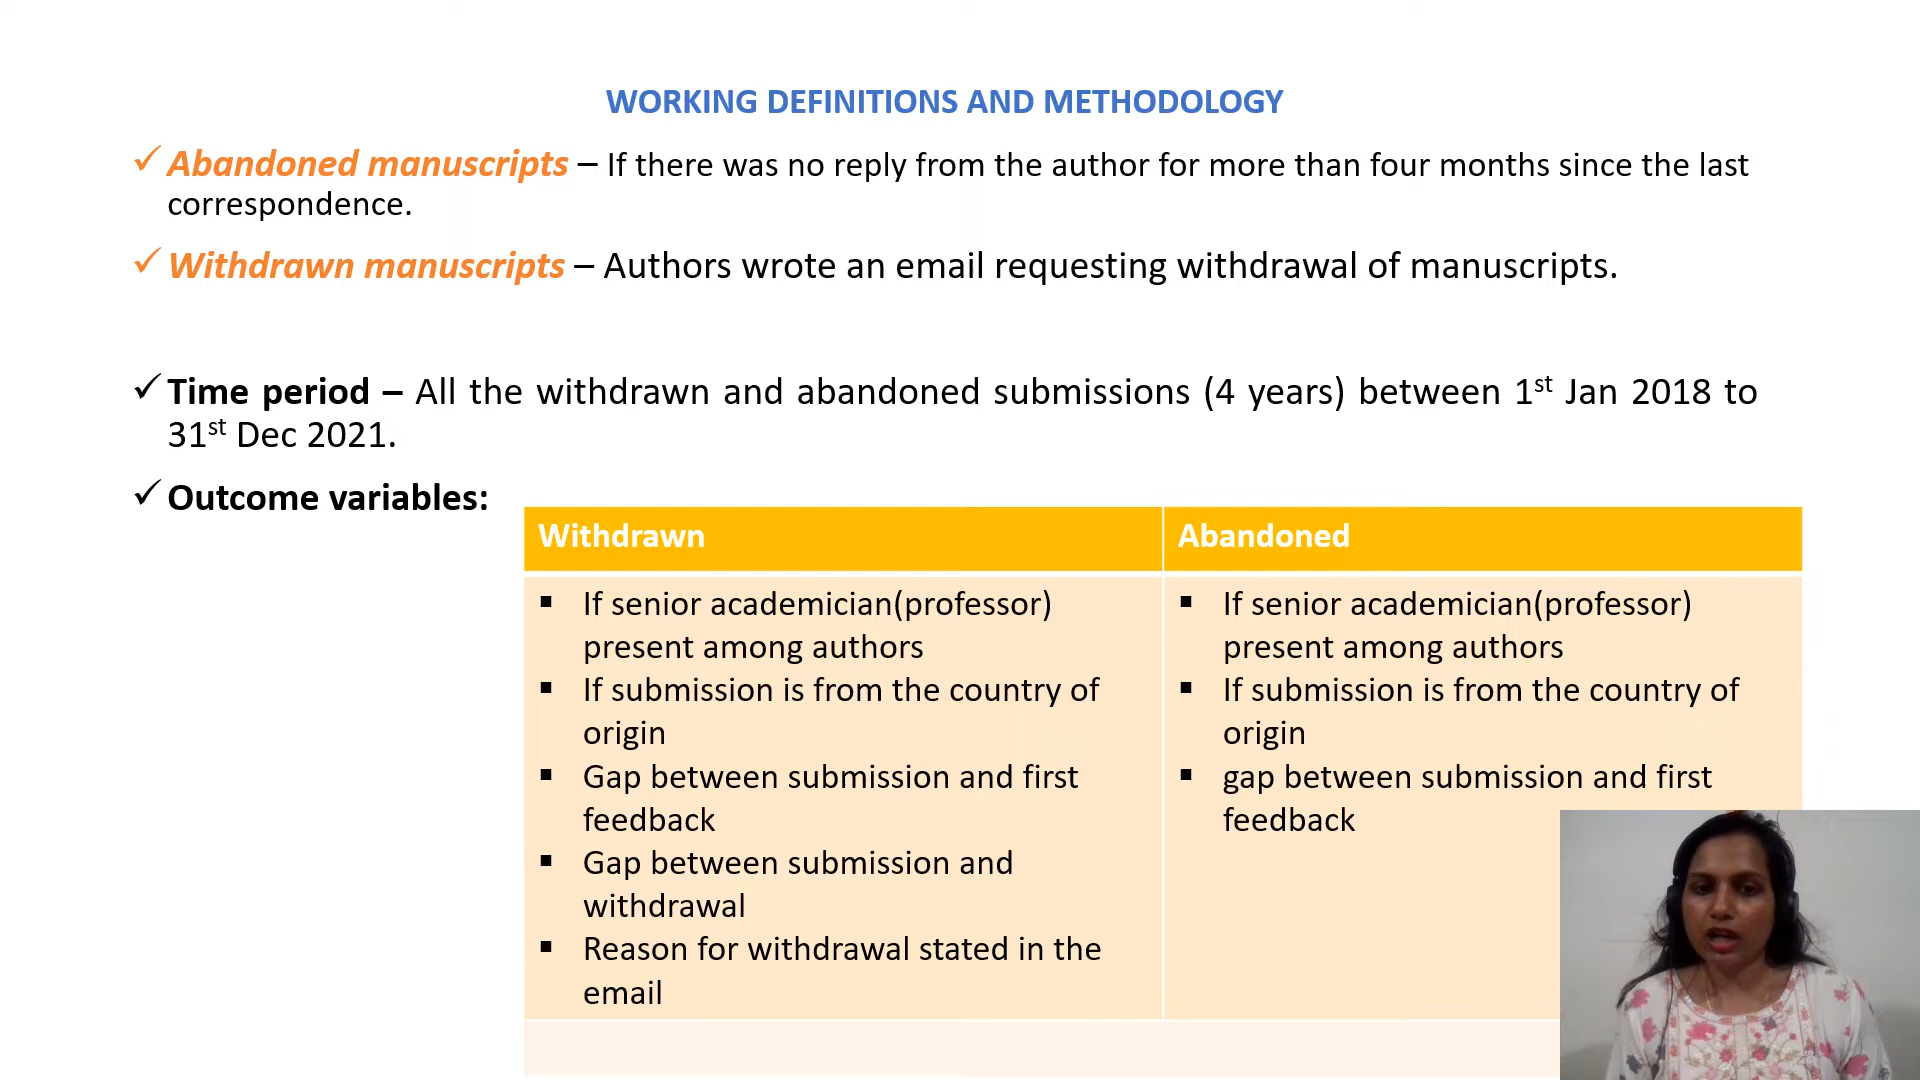 WORKING DEFINITIONS AND METHODOLOGY
Abandoned manuscripts – If there was no reply from the author for more than four months since the last
correspondence.
Withdrawn manuscripts – Authors wrote an email requesting withdrawal of manuscripts.
Time period – All the withdrawn and abandoned submissions (4 years) between 1st Jan 2018 to
31st Dec 2021.
Outcome variables:
Withdrawn
If senior academician(professor)
present among authors
If submission is from the country of
origin
Gap between submission and first
feedback
Gap between submission and
withdrawal
Reason for withdrawal stated in the
email
Abandoned
If senior academician(professor)
present among authors
If submission is from the country of
origin
gap between submission and first
feedback